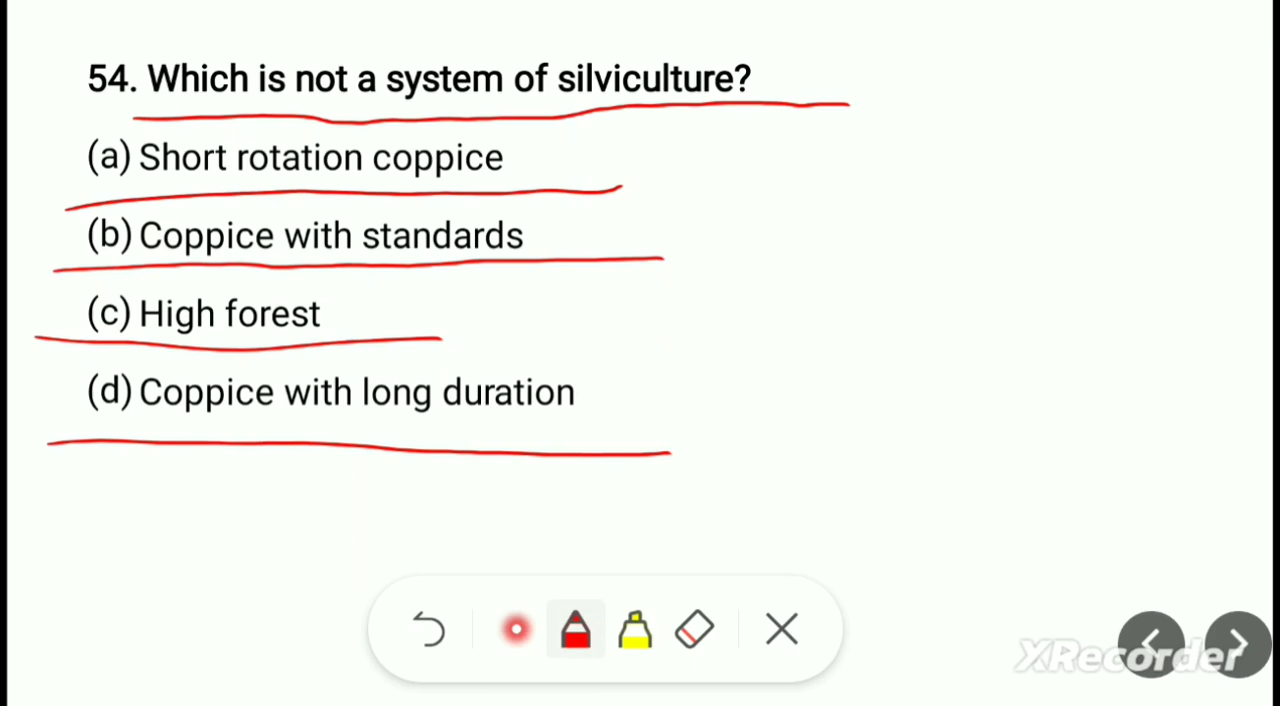 54. Which is not a system of silviculture?
(a) Short rotation coppice
(b) Coppice with standards
(c) High forest
(d) Coppice with long duration
XRecorder